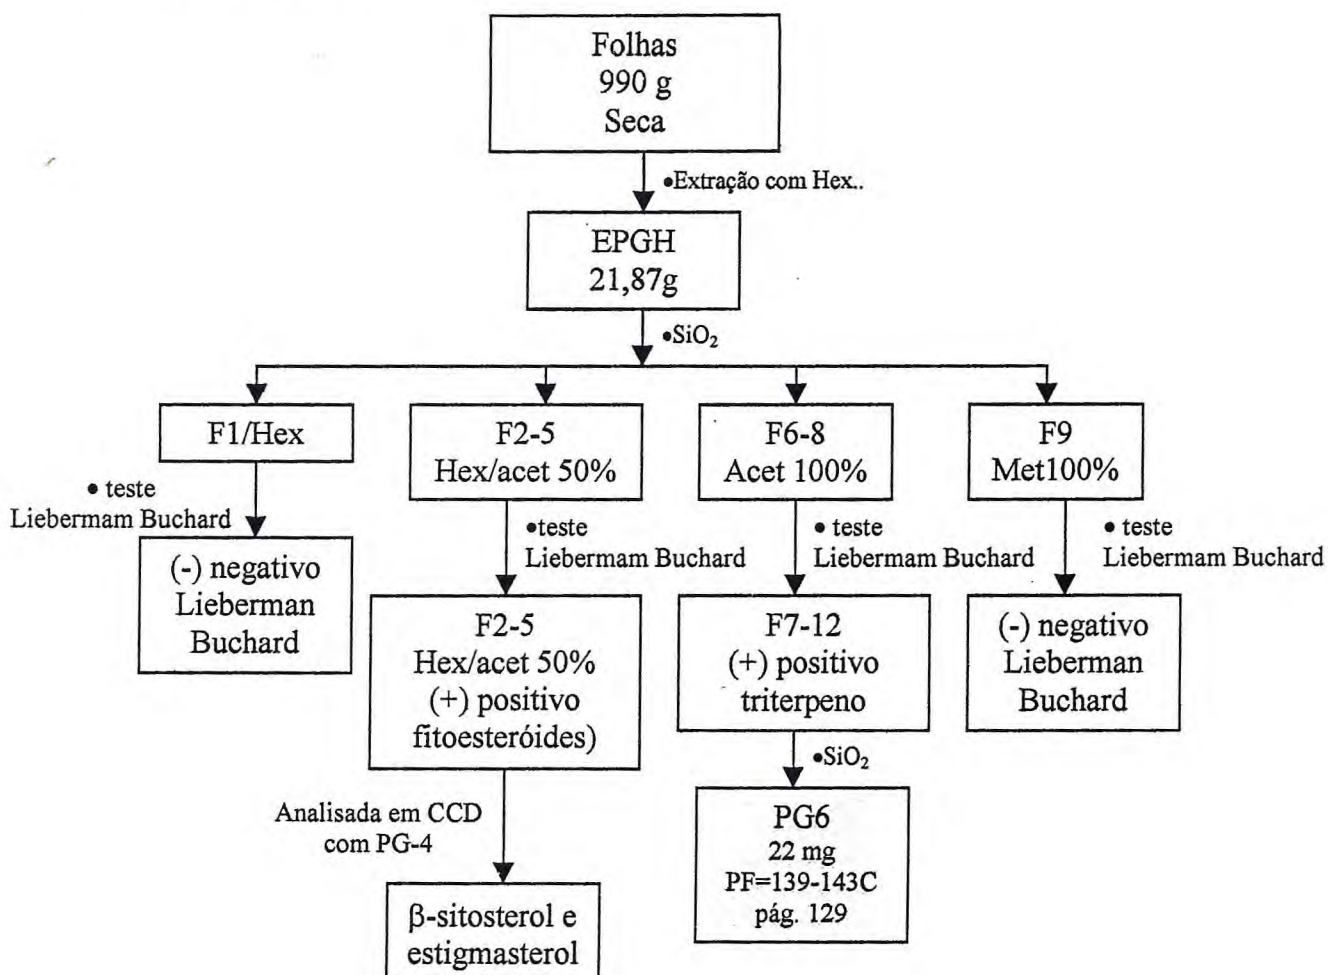 Folhas
990 g
Seca
•Extração com Hex..
EPGH
21,87g
•SiO₂
F1/Hex
F2-5
Hex/acet 50%
F6-8
Acet 100%
F9
Met100%
• teste
Liebermam Buchard
•teste
Liebermam Buchard
• teste
Liebermam Buchard
• teste
Liebermam Buchard
(-) negativo
Lieberman
Buchard
F2-5
Hex/acet 50%
(+) positivo
fitoesteróides)
F7-12
(+) positivo
triterpeno
(-) negativo
Lieberman
Buchard
Analisada em CCD
com PG-4
•SiO₂
β-sitosterol e
estigmasterol
PG6
22 mg
PF=139-143C
pág. 129